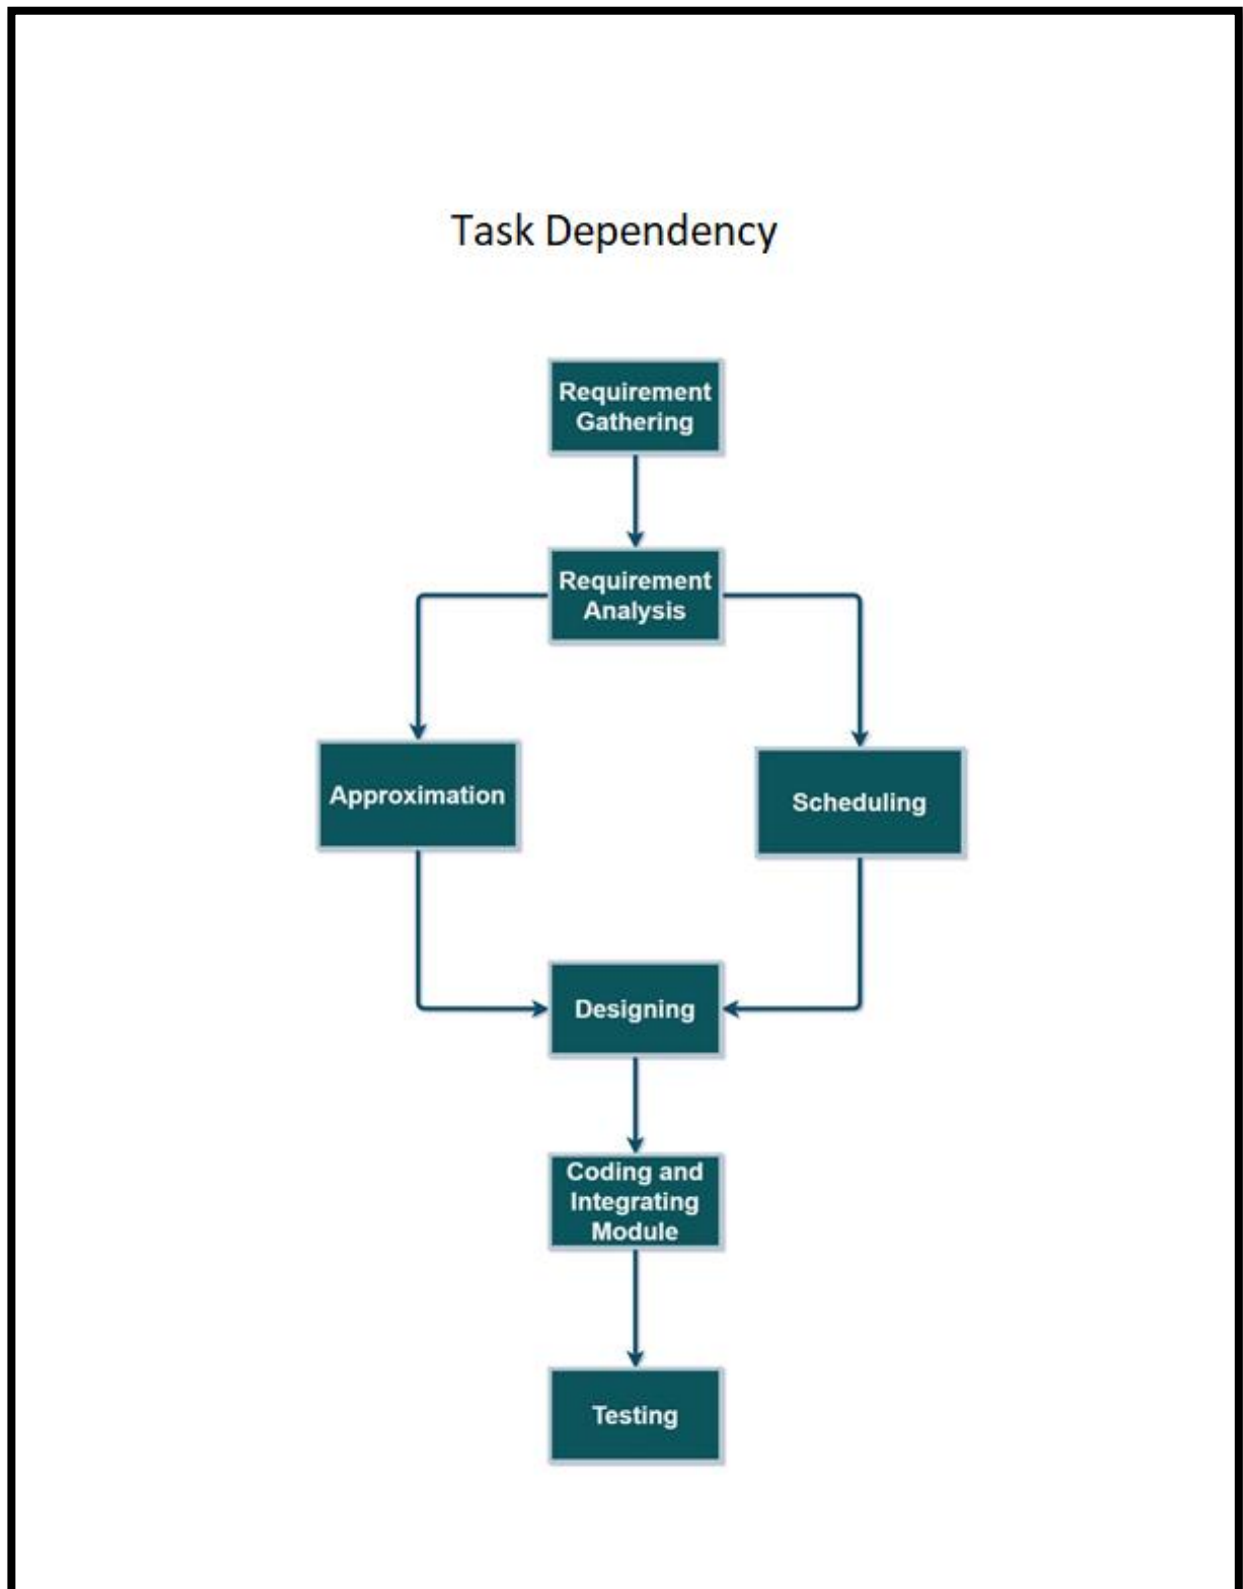 Task Dependency
Requirement
Gathering
Requirement
Analysis
Approximation
Scheduling
Designing
Coding and
Integrating
Module
Testing